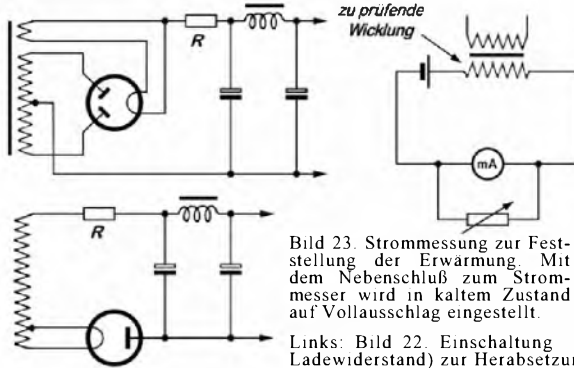 zu prüfende
Wicklung
R
mA
R
Bild 23. Strommessung zur Fest-
stellung der Erwärmung. Mit
dem Nebenschluß zum Strom-
messer wird in kaltem Zustand
auf Vollausschlag eingestellt.
Links: Bild 22. Einschaltung
Ladewiderstand) zur Herabsetzu